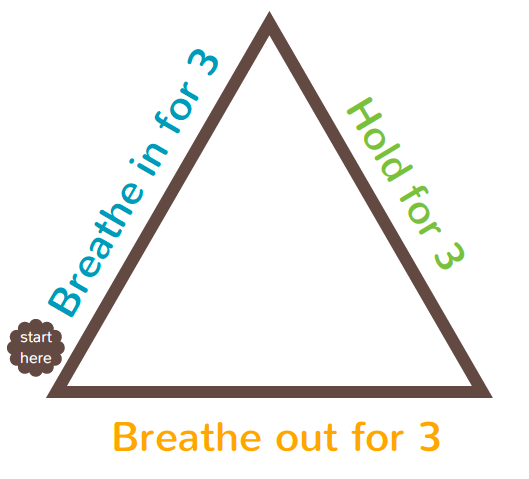 start
here
Breathe in for 3
Hold for 3
Breathe out for 3